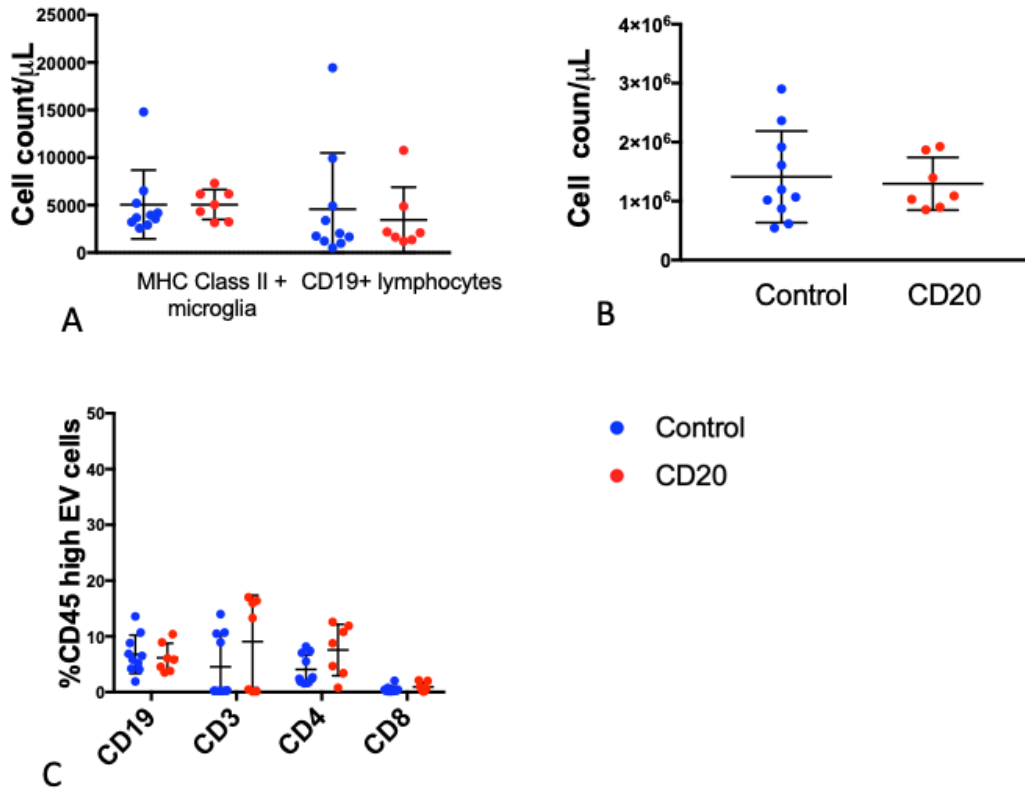 Cell count/μL
25000
20000
15000
10000
5000
0
MHC Class II +
microglia
CD19+ lymphocytes
A
Cell coun/μL
4×10⁶
3×10⁶
2×10⁶
1×10⁶
0
Control
CD20
B
%CD45 high EV cells
50
40
30
20
10
0
CD19
CD3
CD4
CD8
C
Control
CD20